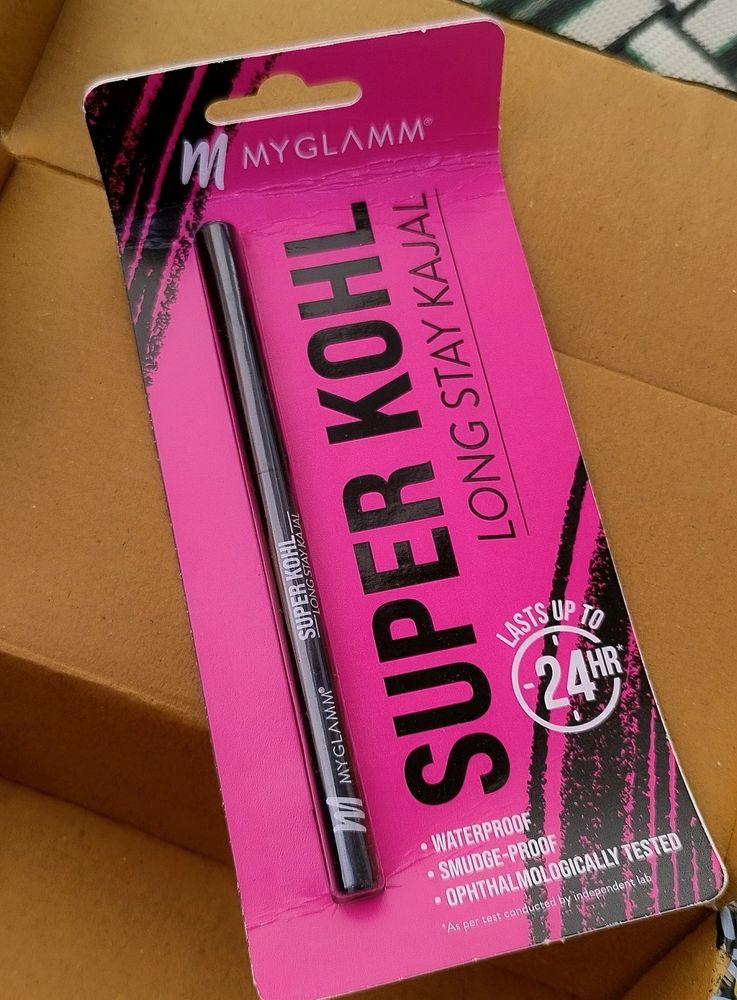 m MYGLAMM®
SUPER KOHL
LONG STAY KAJAL
SUPER KOHL
LONG STAY KAJAL
m MYGLAMM®
LASTS UP TO
24HR*
• WATERPROOF
• SMUDGE-PROOF
• OPHTHALMOLOGICALLY TESTED
*As per test conducted by independent lab